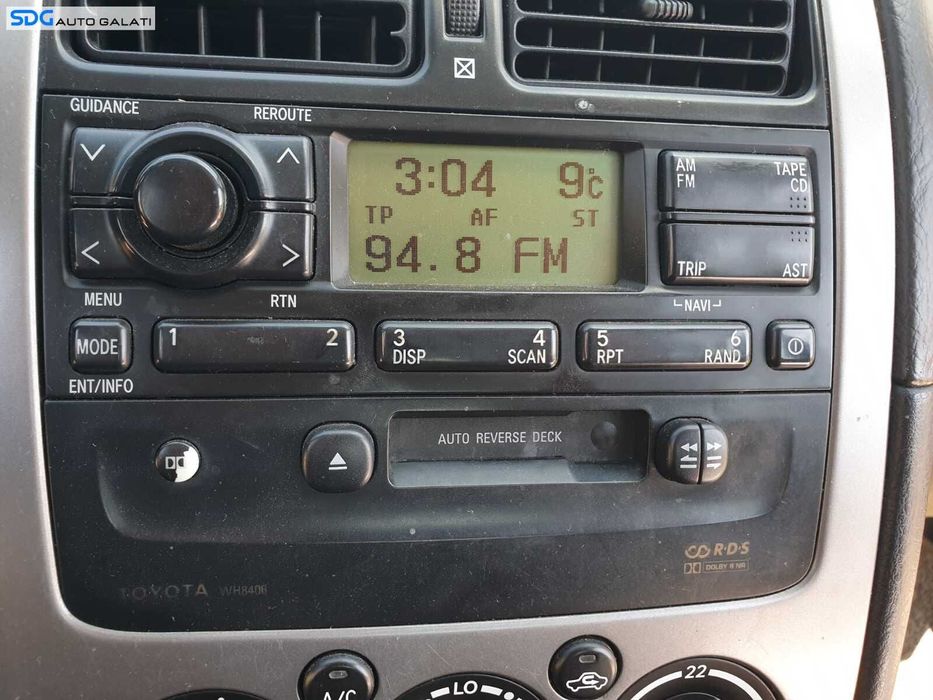 SDG AUTO GALATI
GUIDANCE REROUTE
3:04 9°C
TP AF ST
94.8 FM
AM TAPE
FM CD
TRIP AST
MENU RTN NAVI
MODE 1 2 3 4 5 6
DISP SCAN RPT RAND
ENT/INFO
AUTO REVERSE DECK
R·D·S
DOLBY B NR
TOYOTA WH8406
A/C LO 22